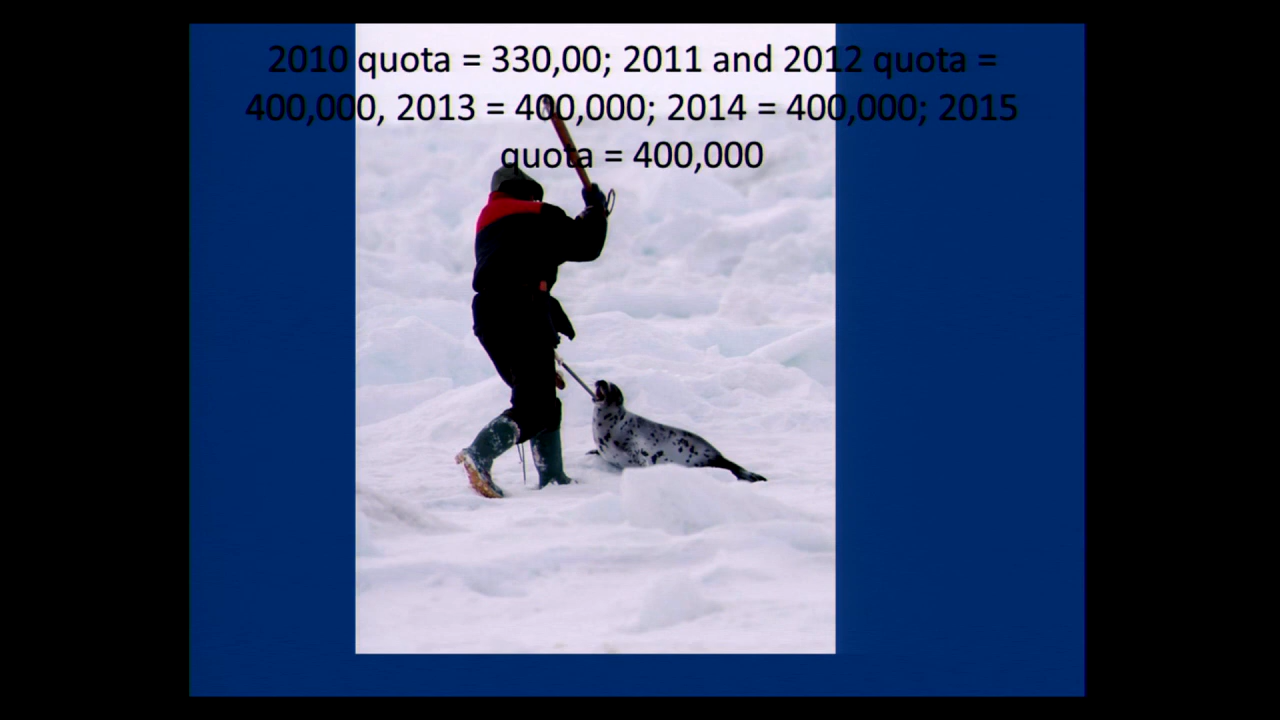 2010 quota = 330,00; 2011 and 2012 quota =
400,000, 2013 = 400,000; 2014 = 400,000; 2015
quota = 400,000